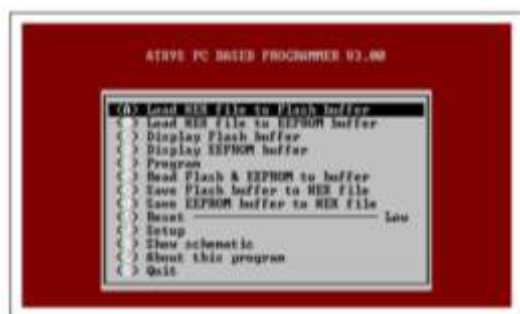 AT89S PC BASED PROGRAMMER V3.00
(A) Load HEX file to Flash buffer
( ) Load HEX file to EEPROM buffer
( ) Display Flash buffer
( ) Display EEPROM buffer
( ) Program
( ) Read Flash & EEPROM to buffer
( ) Save Flash buffer to HEX file
( ) Save EEPROM buffer to HEX file
( ) Reset Low
( ) Setup
( ) Show schematic
( ) About this program
( ) Quit